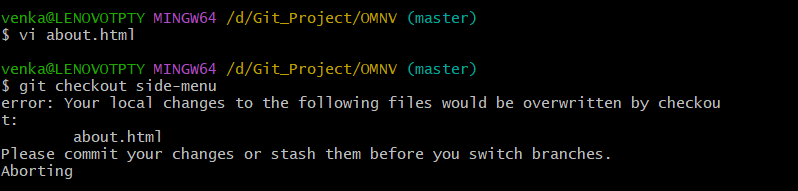 venka@LENOVOTPTY MINGW64 /d/Git_Project/OMNV (master)
$ vi about.html
venka@LENOVOTPTY MINGW64 /d/Git_Project/OMNV (master)
$ git checkout side-menu
error: Your local changes to the following files would be overwritten by checkou
t:
        about.html
Please commit your changes or stash them before you switch branches.
Aborting